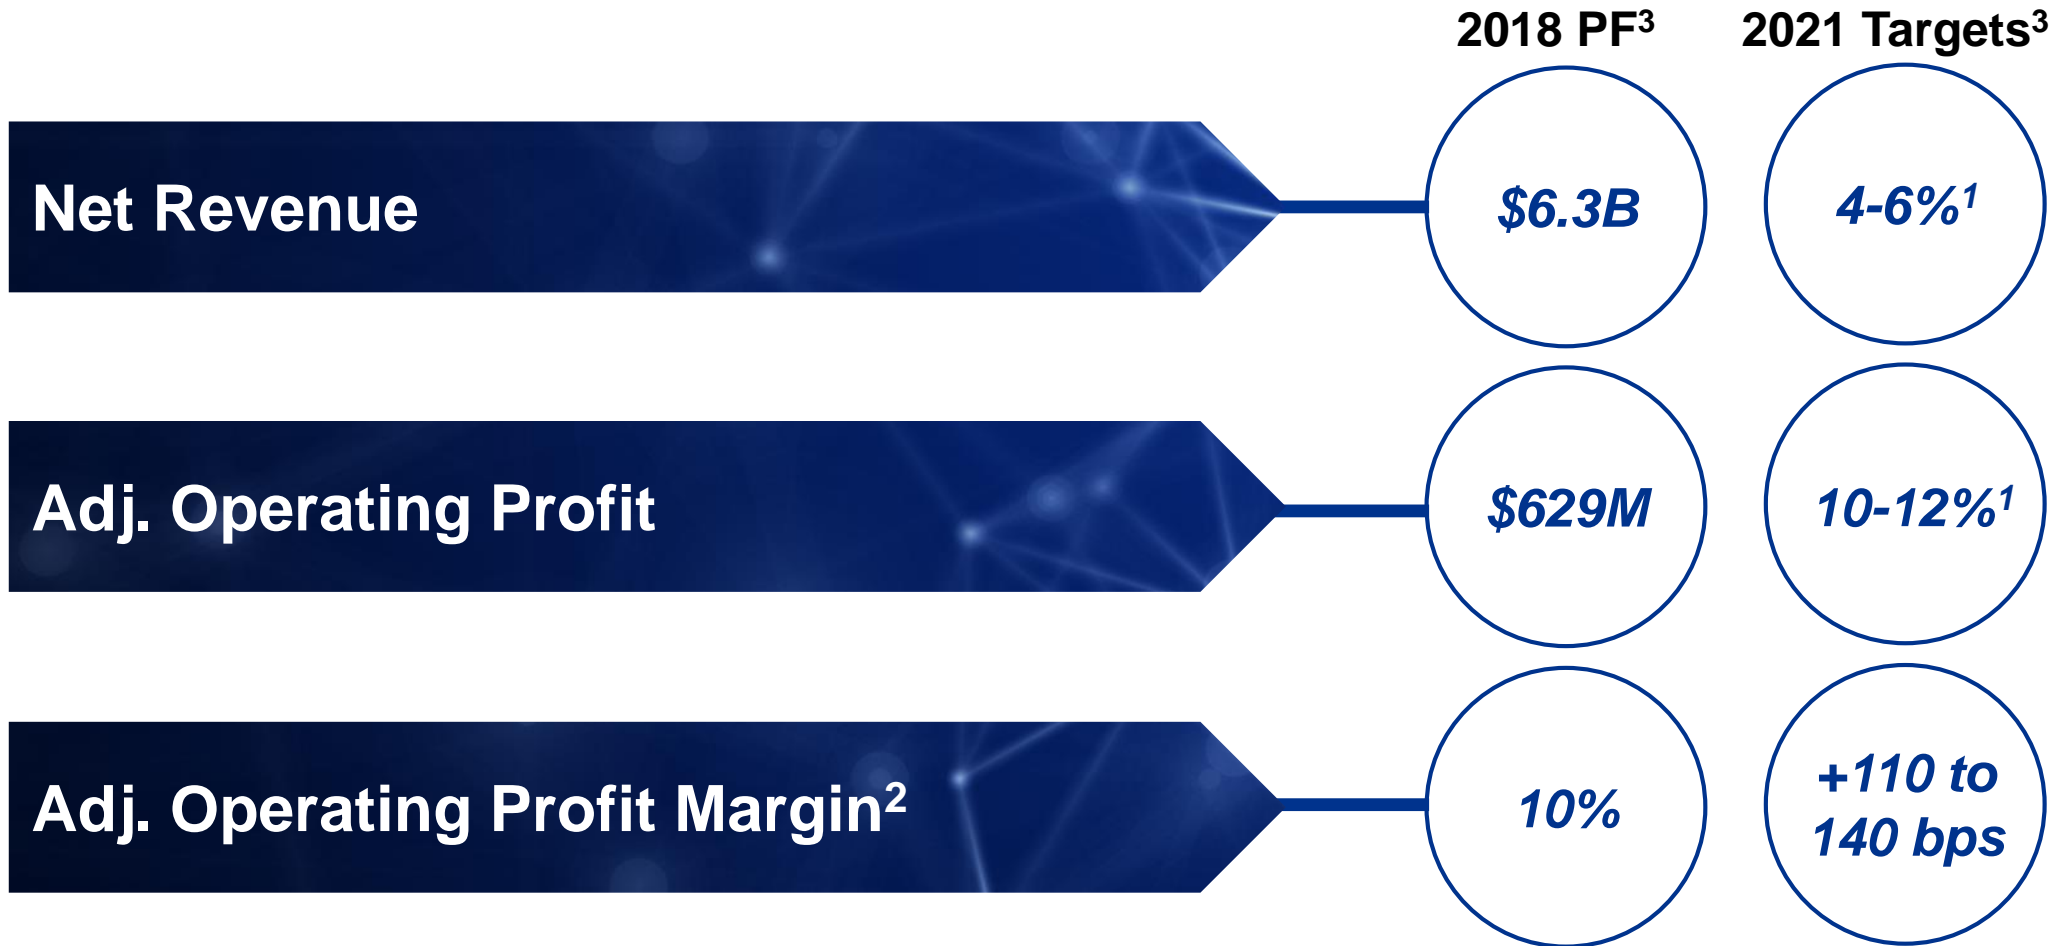 2018 PF³ 2021 Targets³
Net Revenue $6.3B 4-6%¹
Adj. Operating Profit $629M 10-12%¹
Adj. Operating Profit Margin² 10% +110 to
140 bps